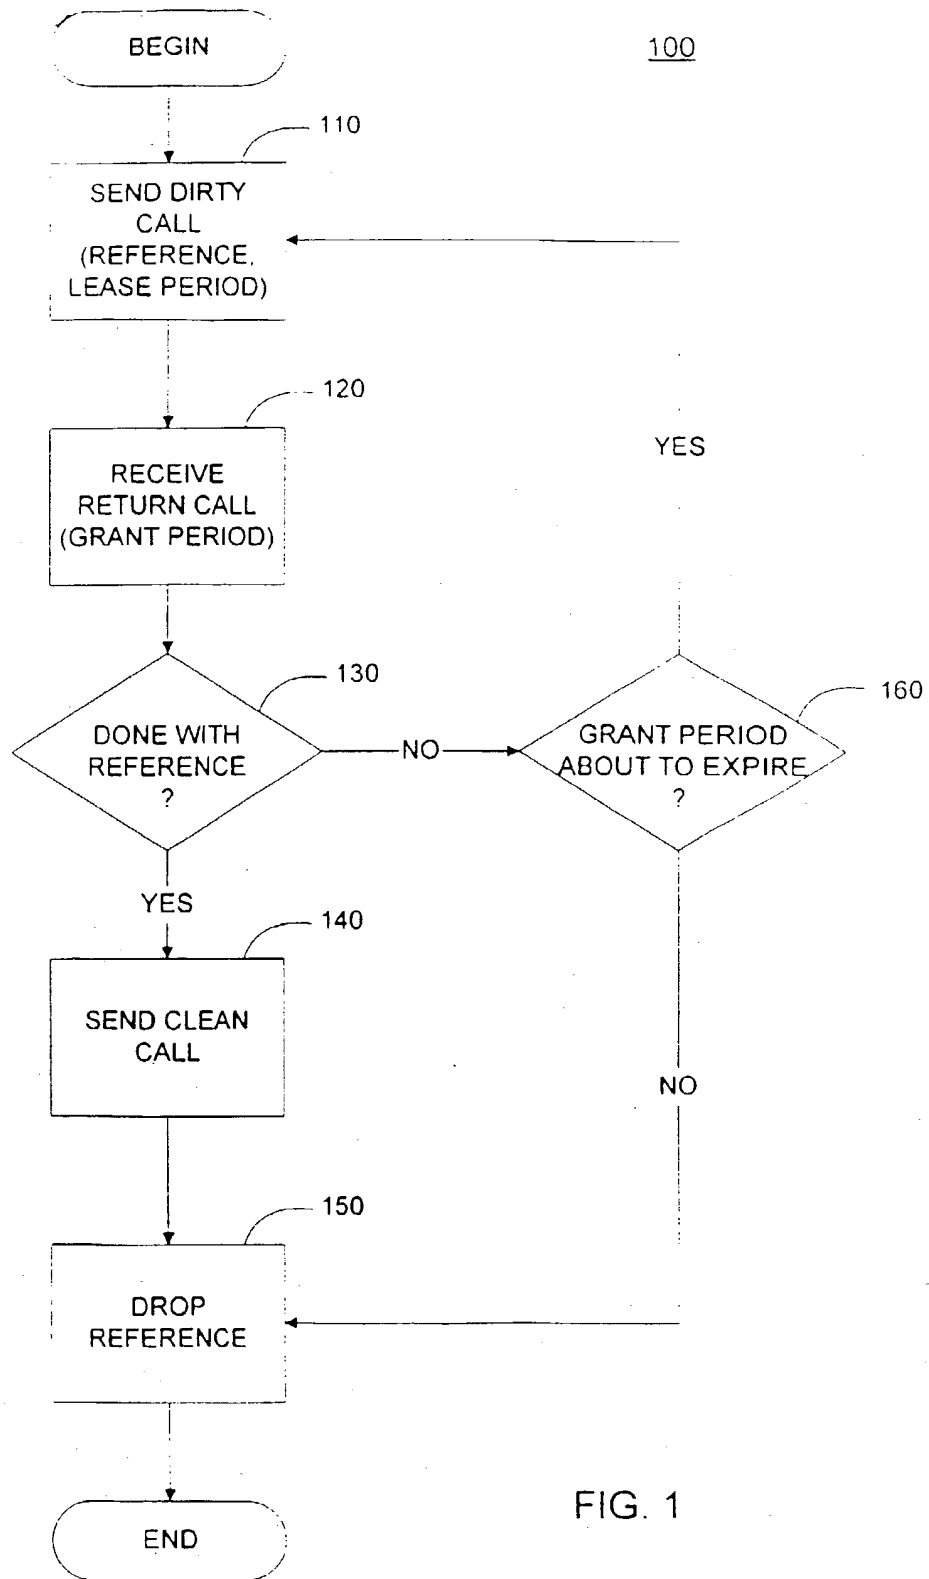 BEGIN
100
110
SEND DIRTY
CALL
(REFERENCE,
LEASE PERIOD)
120
RECEIVE
RETURN CALL
(GRANT PERIOD)
YES
130
DONE WITH
REFERENCE
?
NO
160
GRANT PERIOD
ABOUT TO EXPIRE
?
YES
140
SEND CLEAN
CALL
NO
150
DROP
REFERENCE
END
FIG. 1